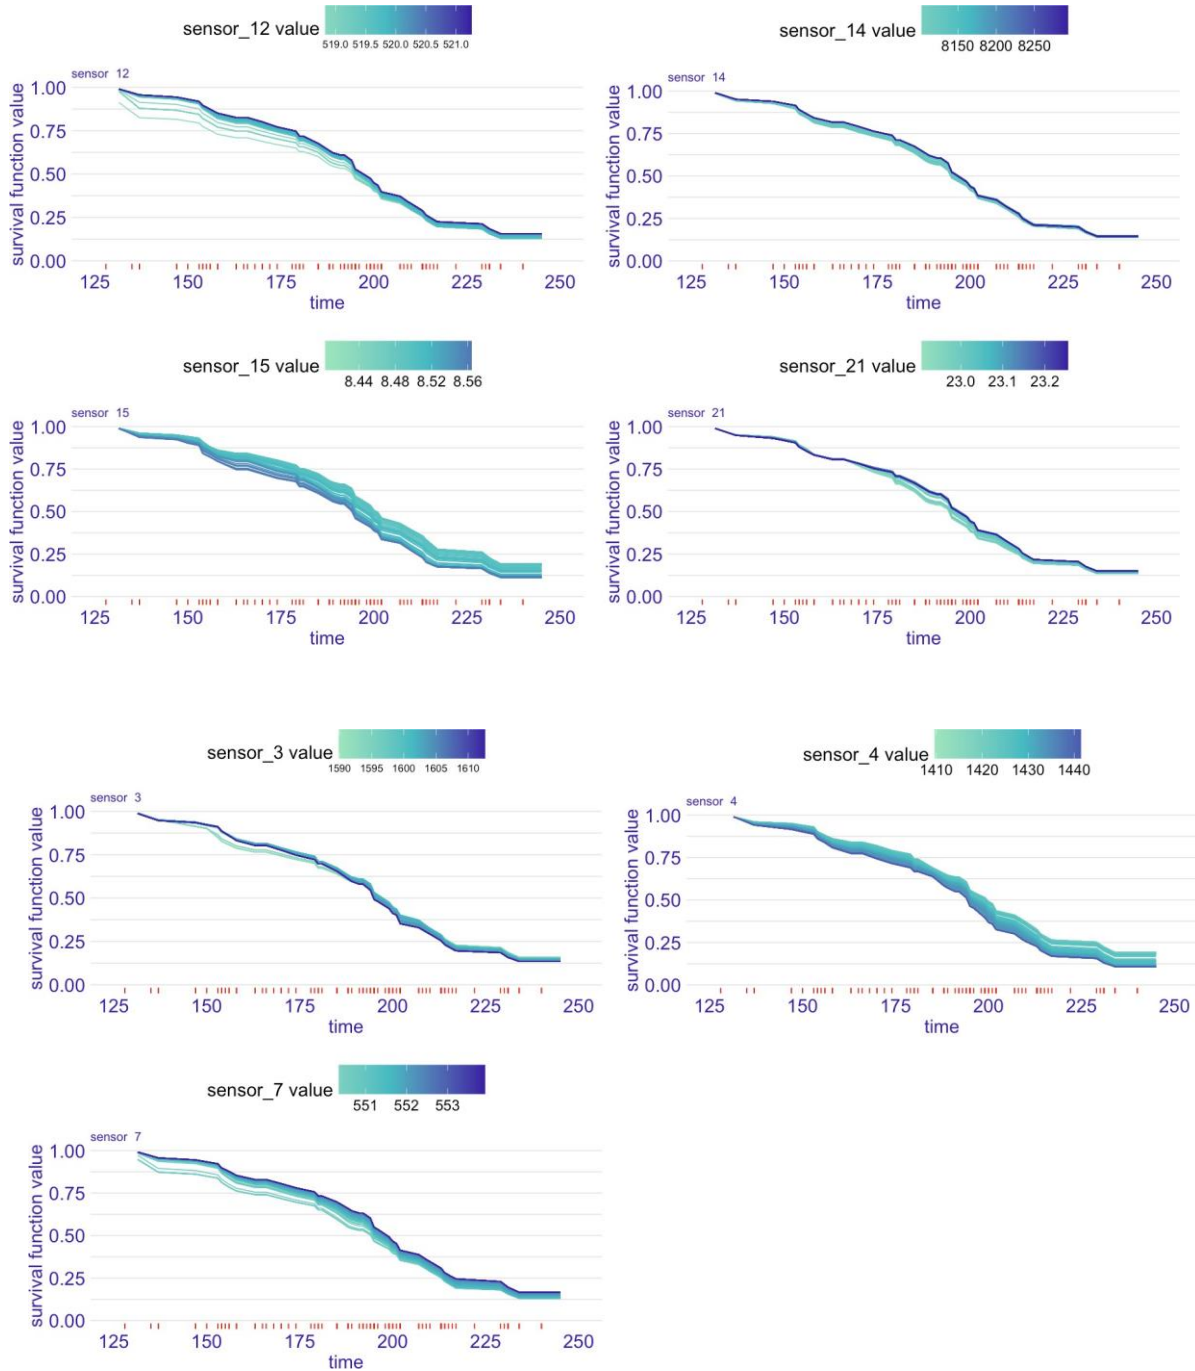 sensor_12 value
519.0 519.5 520.0 520.5 521.0
sensor 12
survival function value
1.00
0.75
0.50
0.25
0.00
125 150 175 200 225 250
time
sensor_14 value
8150 8200 8250
sensor 14
survival function value
1.00
0.75
0.50
0.25
0.00
125 150 175 200 225 250
time
sensor_15 value
8.44 8.48 8.52 8.56
sensor 15
survival function value
1.00
0.75
0.50
0.25
0.00
125 150 175 200 225 250
time
sensor_21 value
23.0 23.1 23.2
sensor 21
survival function value
1.00
0.75
0.50
0.25
0.00
125 150 175 200 225 250
time
sensor_3 value
1590 1595 1600 1605 1610
sensor 3
survival function value
1.00
0.75
0.50
0.25
0.00
125 150 175 200 225 250
time
sensor_4 value
1410 1420 1430 1440
sensor 4
survival function value
1.00
0.75
0.50
0.25
0.00
125 150 175 200 225 250
time
sensor_7 value
551 552 553
sensor 7
survival function value
1.00
0.75
0.50
0.25
0.00
125 150 175 200 225 250
time